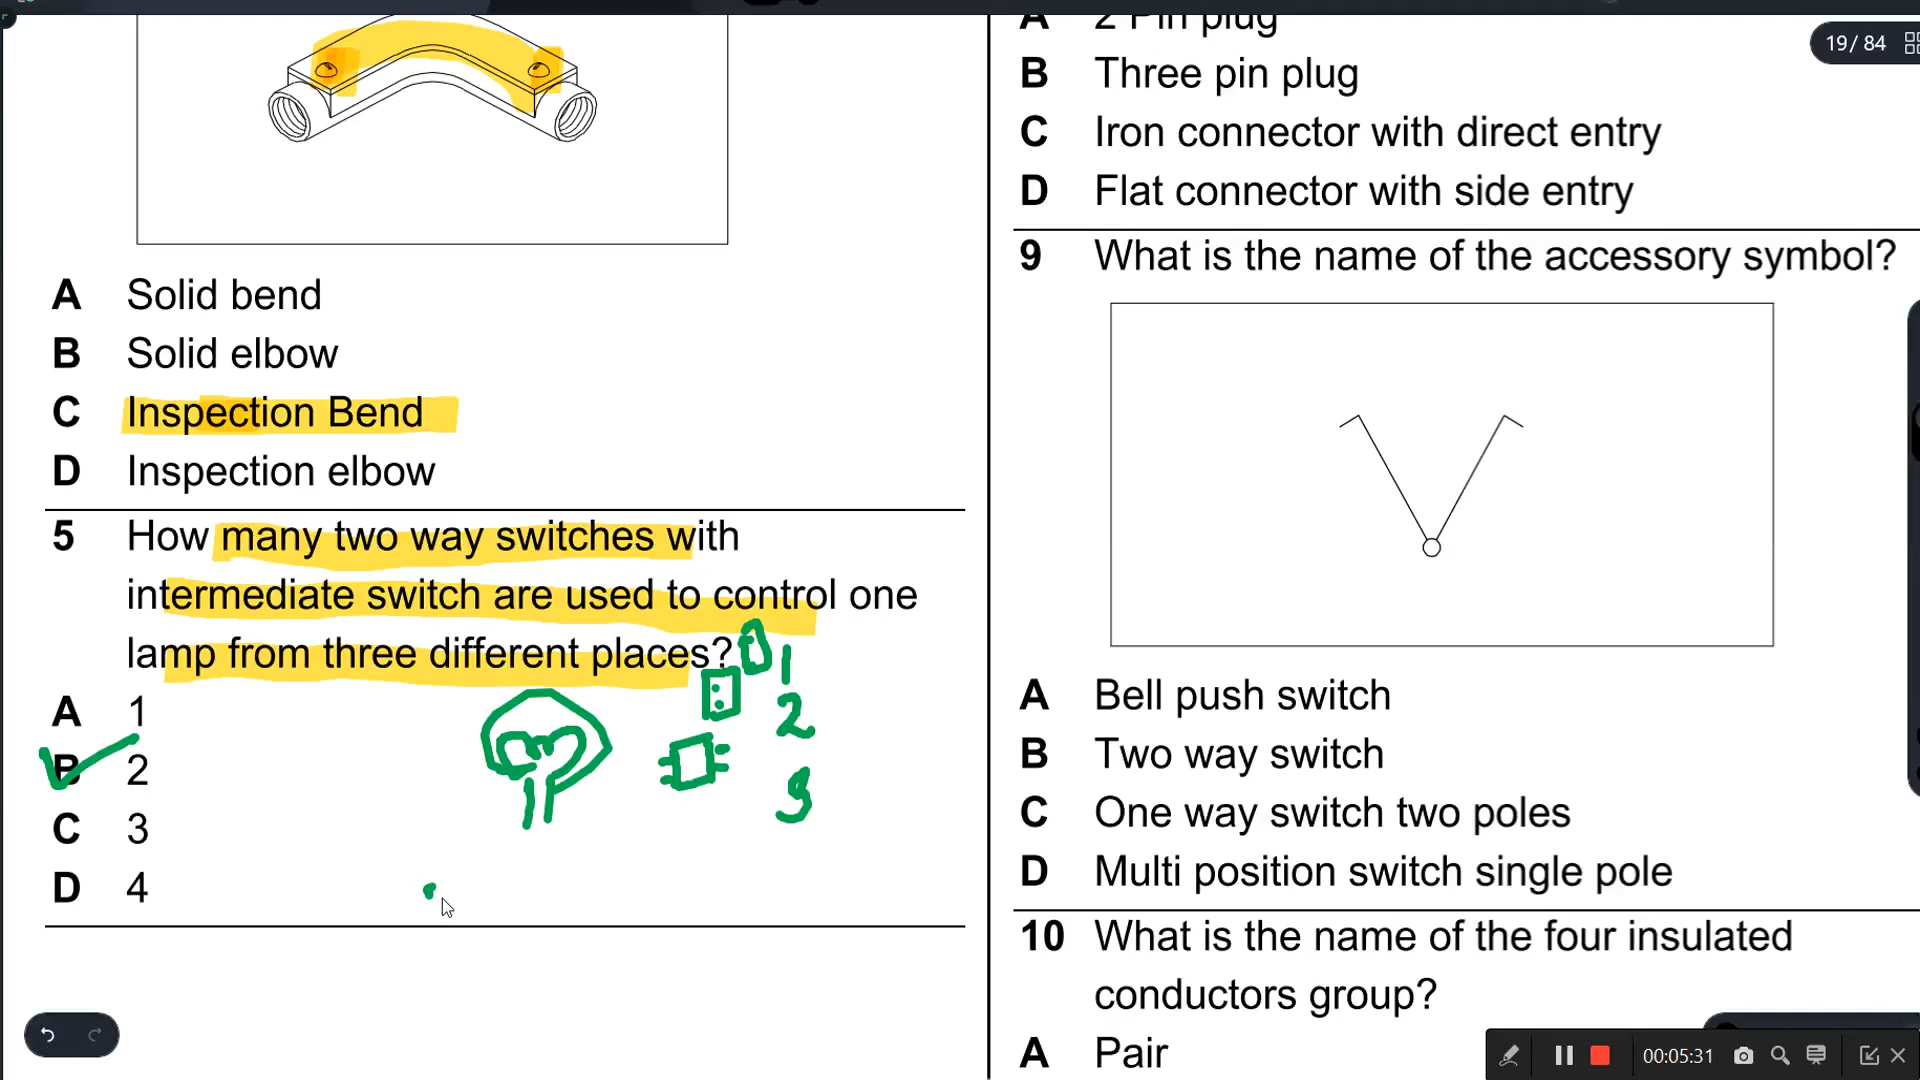 A Solid bend
B Solid elbow
C Inspection Bend
D Inspection elbow
5 How many two way switches with
intermediate switch are used to control one
lamp from three different places?
1
2
3
A 1
B 2
C 3
D 4
A 2 Pin plug
B Three pin plug
C Iron connector with direct entry
D Flat connector with side entry
9 What is the name of the accessory symbol?
A Bell push switch
B Two way switch
C One way switch two poles
D Multi position switch single pole
10 What is the name of the four insulated
conductors group?
A Pair
19/ 84
00:05:31